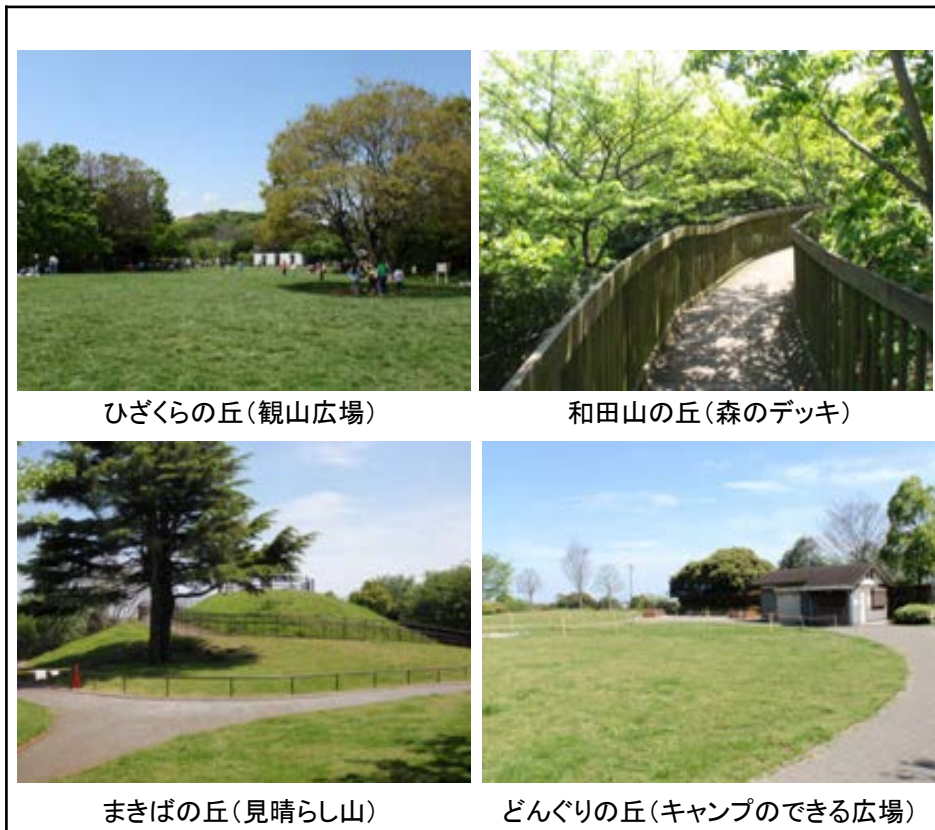 ひざくらの丘（観山広場）
和田山の丘（森のデッキ）
まきばの丘（見晴らし山）
どんぐりの丘（キャンプのできる広場）